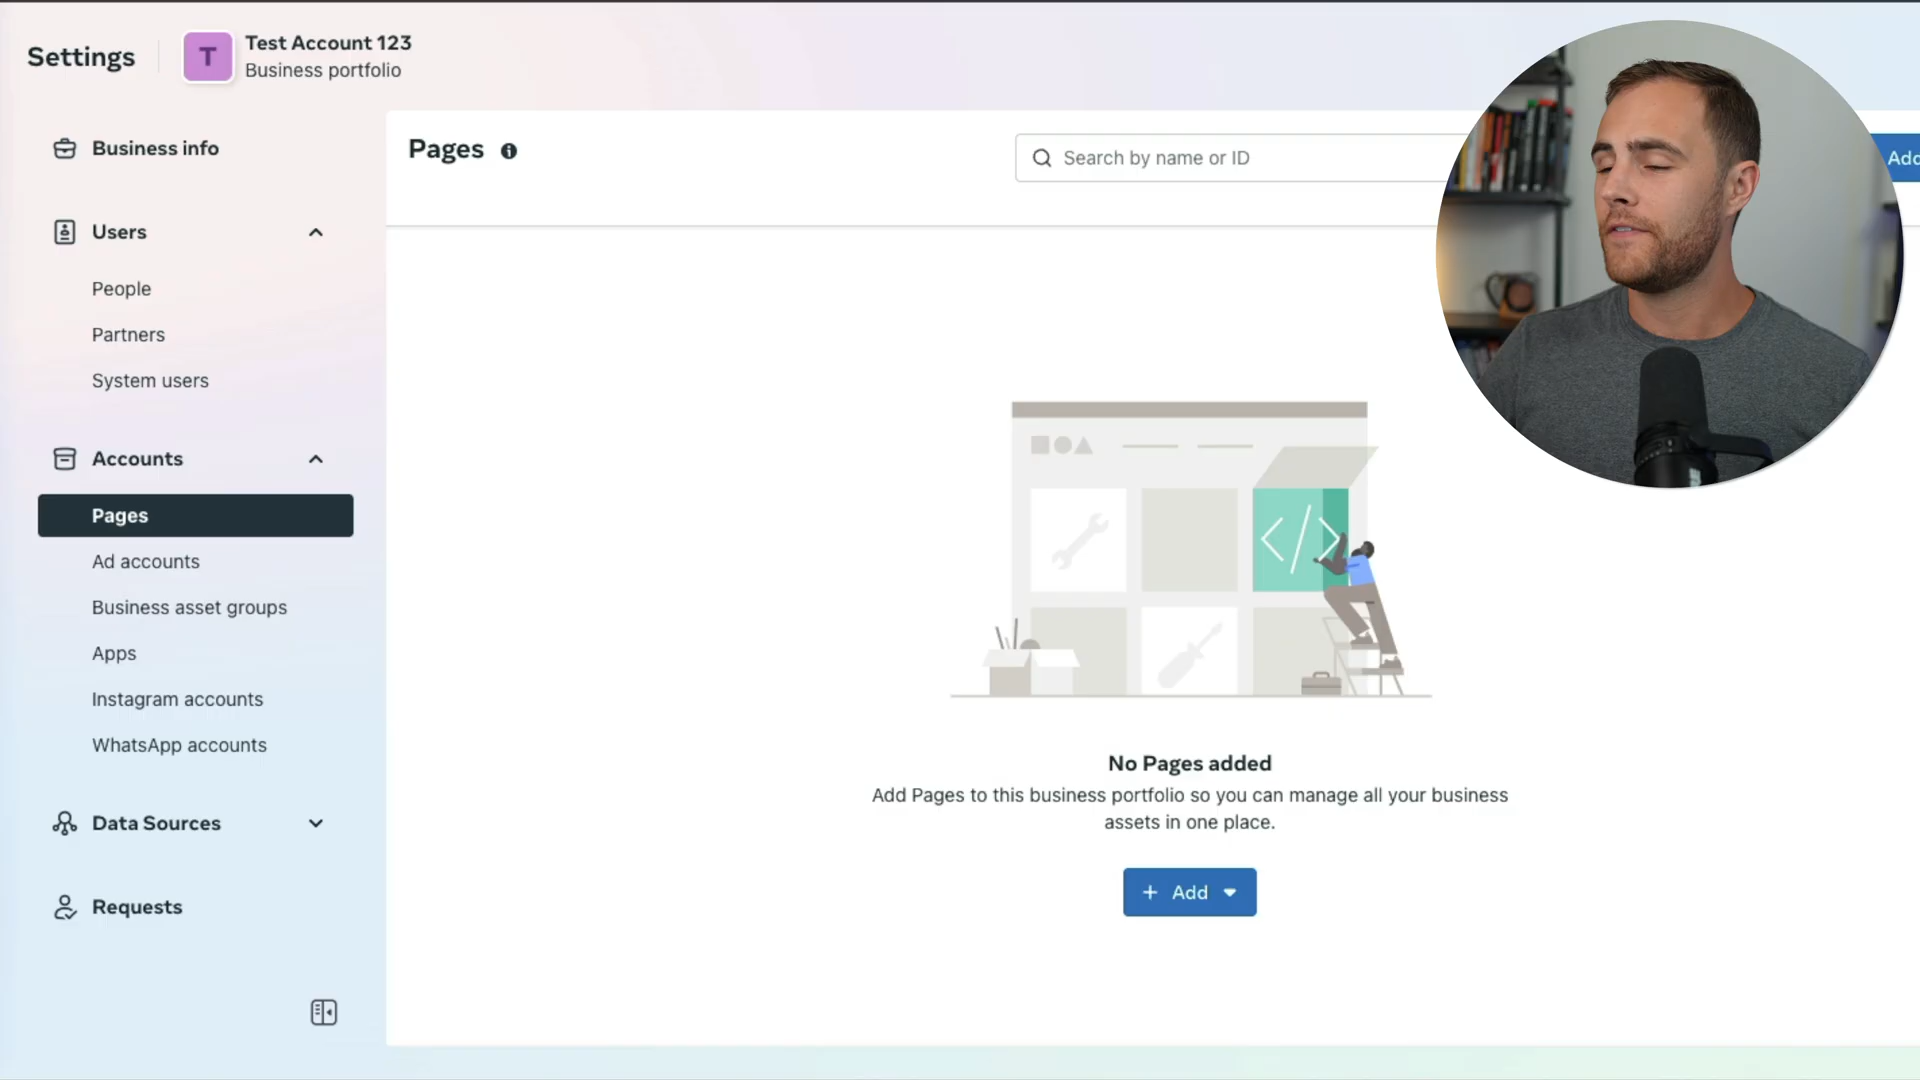 Settings
T
Test Account 123
Business portfolio
Business info
Users
People
Partners
System users
Accounts
Pages
Ad accounts
Business asset groups
Apps
Instagram accounts
WhatsApp accounts
Data Sources
Requests
Pages
Search by name or ID
Add
No Pages added
Add Pages to this business portfolio so you can manage all your business
assets in one place.
+ Add